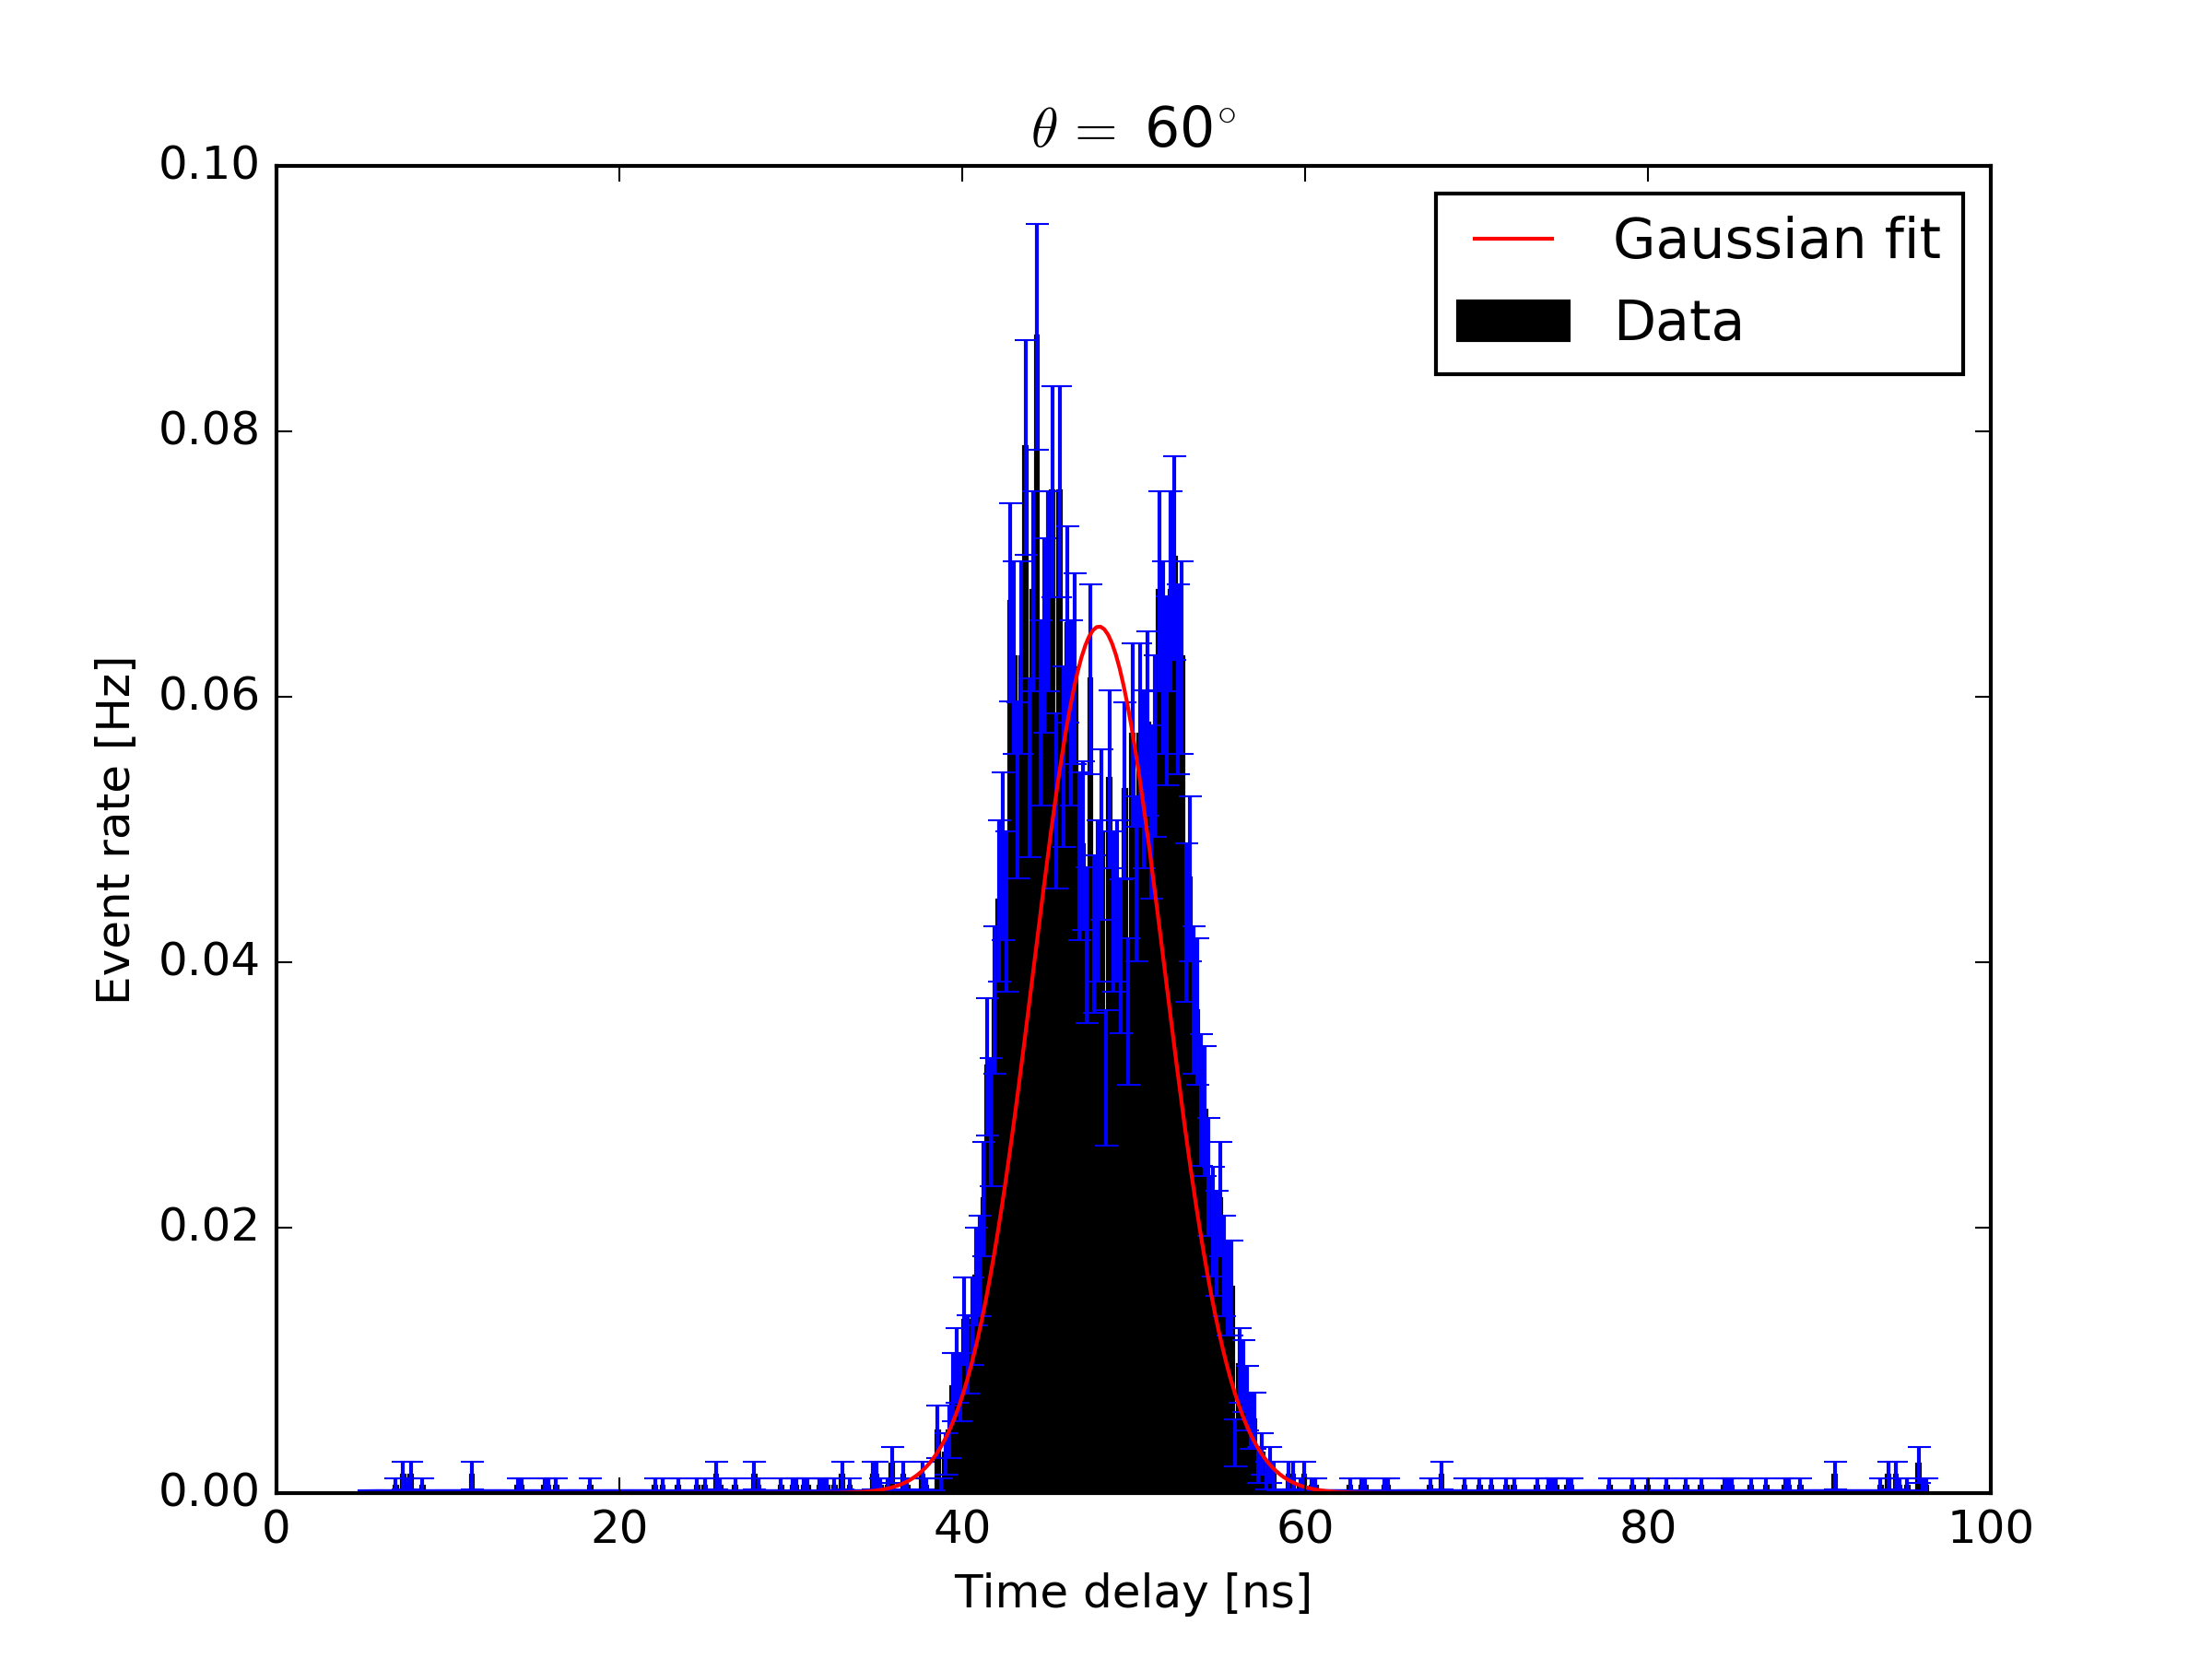 θ = 60°
0.10
0.08
0.06
0.04
0.02
0.00
Event rate [Hz]
Gaussian fit
Data
0 20 40 60 80 100
Time delay [ns]